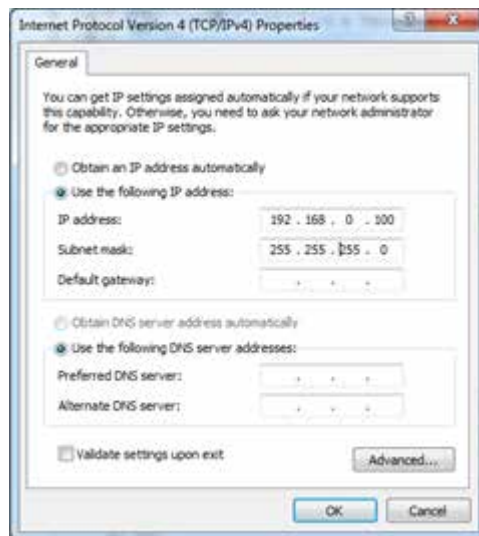 Internet Protocol Version 4 (TCP/IPv4) Properties
General
You can get IP settings assigned automatically if your network supports
this capability. Otherwise, you need to ask your network administrator
for the appropriate IP settings.
Obtain an IP address automatically
Use the following IP address:
IP address: 192 . 168 . 0 . 100
Subnet mask: 255 . 255 . 255 . 0
Default gateway: . . .
Obtain DNS server address automatically
Use the following DNS server addresses:
Preferred DNS server: . . .
Alternate DNS server: . . .
Validate settings upon exit
Advanced...
OK Cancel